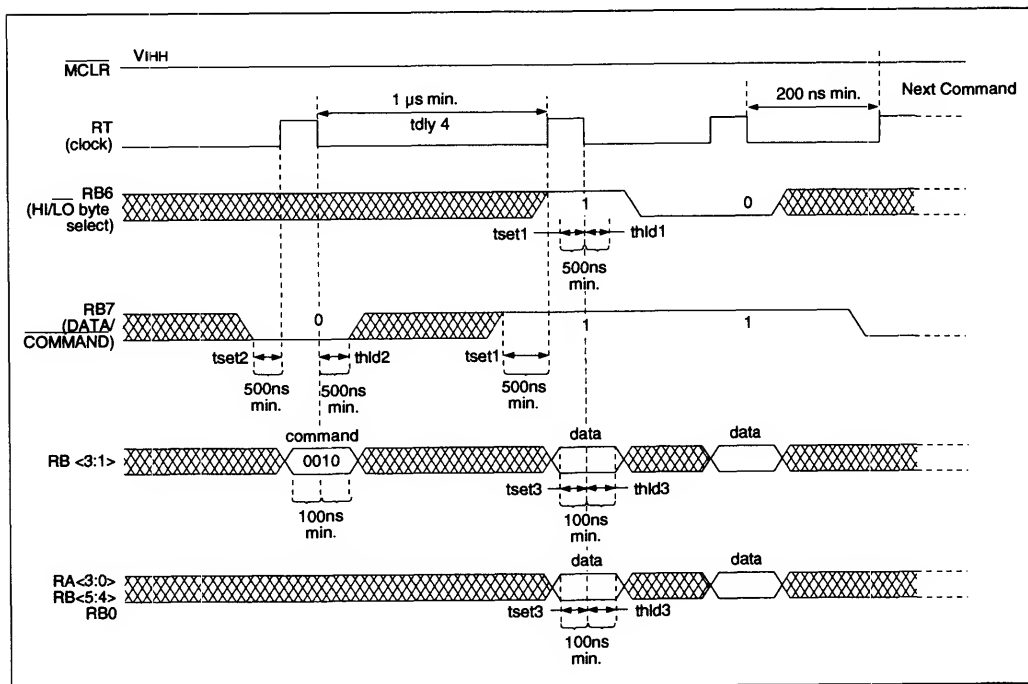 VIHH
MCLR
Next Command
1 µs min.
200 ns min.
tdly 4
RT
(clock)
RB6
(HI/LO byte
select)
1
0
tset1
thld1
500ns
min.
RB7
(DATA/
COMMAND)
0
1
1
tset2
thld2
tset1
500ns
min.
500ns
min.
500ns
min.
command
data
data
RB <3:1>
0010
tset3
thld3
100ns
min.
100ns
min.
data
data
RA<3:0>
RB<5:4>
RB0
tset3
thld3
100ns
min.